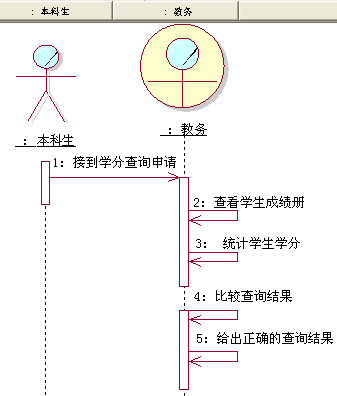 : 本科生
: 教务
: 本科生
: 教务
1: 接到学分查询申请
2: 查看学生成绩册
3: 统计学生学分
4: 比较查询结果
5: 给出正确的查询结果